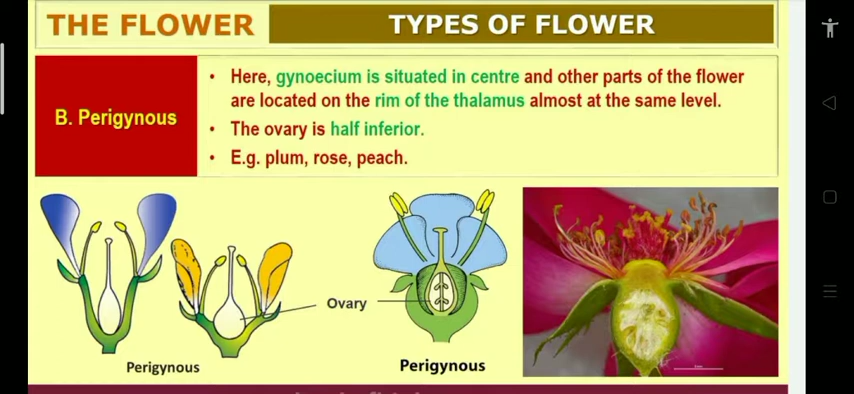 THE FLOWER
TYPES OF FLOWER
B. Perigynous
• Here, gynoecium is situated in centre and other parts of the flower
are located on the rim of the thalamus almost at the same level.
• The ovary is half inferior.
• E.g. plum, rose, peach.
Ovary
Perigynous
Perigynous